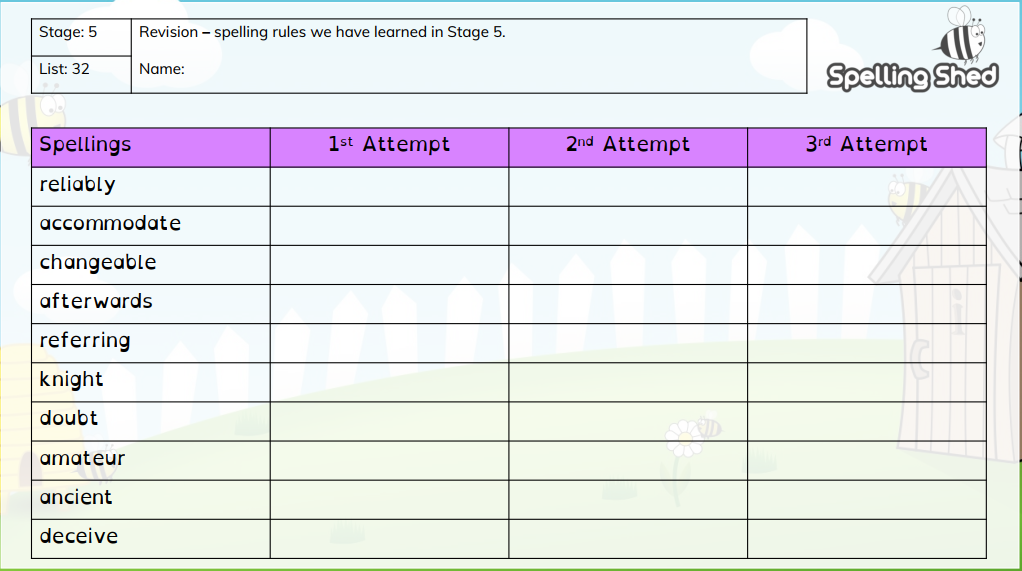 Stage: 5
Revision – spelling rules we have learned in Stage 5.
List: 32
Name:
Spelling Shed
Spellings 1st Attempt 2nd Attempt 3rd Attempt
reliably
accommodate
changeable
afterwards
referring
knight
doubt
amateur
ancient
deceive